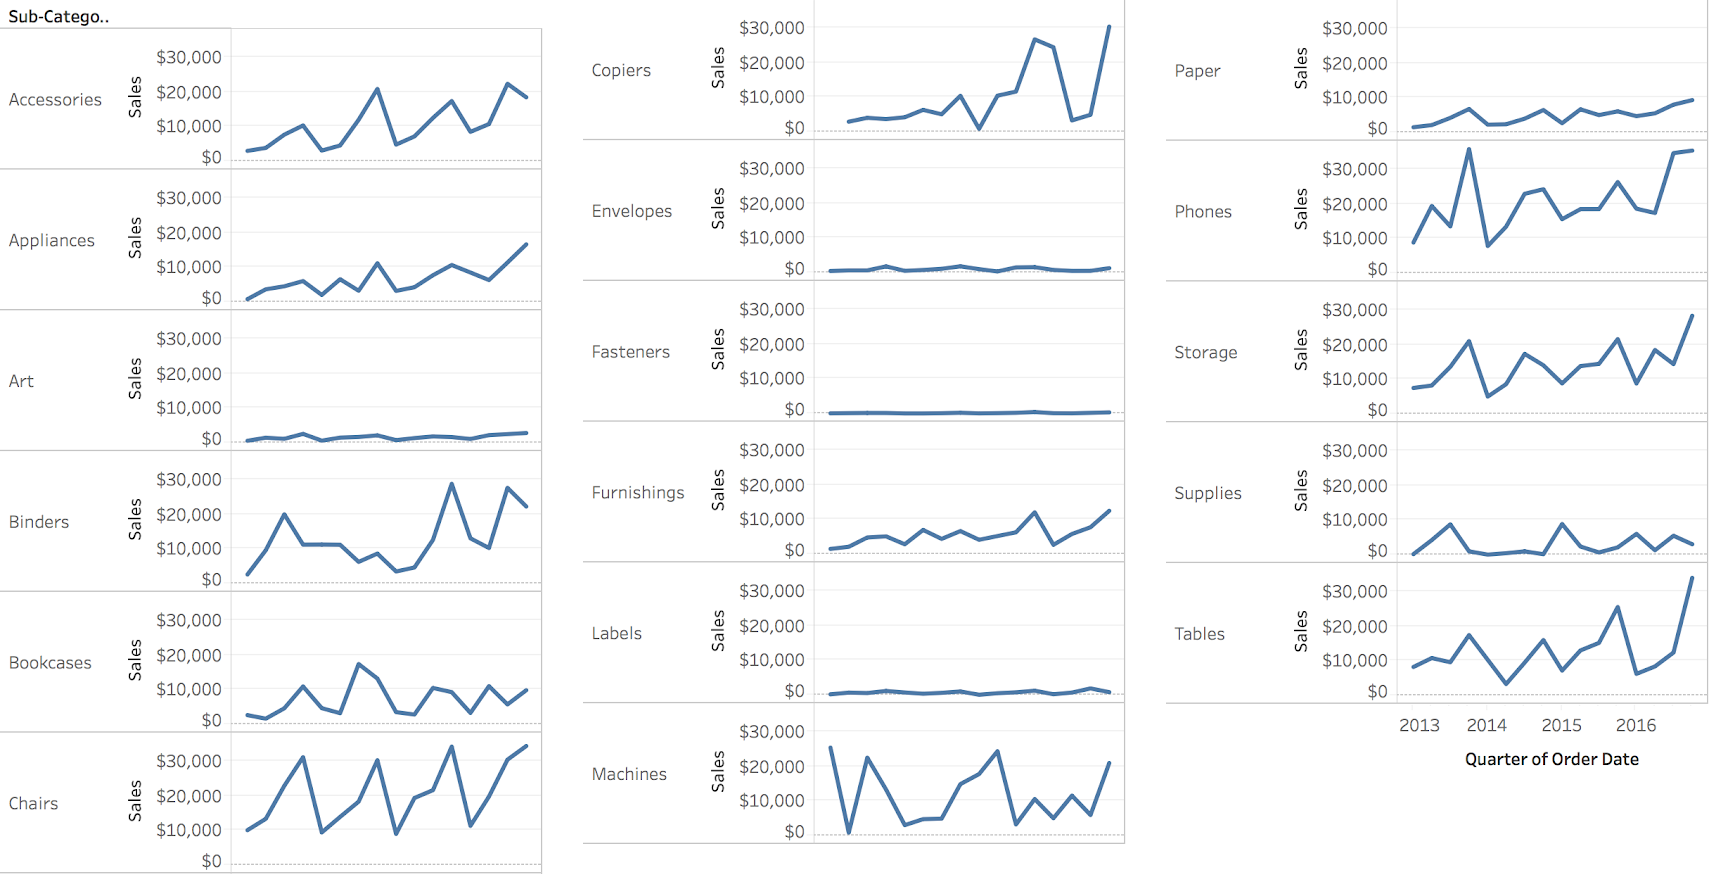 Sub-Catego..
Accessories
Sales
$30,000
$20,000
$10,000
$0
Appliances
Sales
$30,000
$20,000
$10,000
$0
Art
Sales
$30,000
$20,000
$10,000
$0
Binders
Sales
$30,000
$20,000
$10,000
$0
Bookcases
Sales
$30,000
$20,000
$10,000
$0
Chairs
Sales
$30,000
$20,000
$10,000
$0
Copiers
Sales
$30,000
$20,000
$10,000
$0
Envelopes
Sales
$30,000
$20,000
$10,000
$0
Fasteners
Sales
$30,000
$20,000
$10,000
$0
Furnishings
Sales
$30,000
$20,000
$10,000
$0
Labels
Sales
$30,000
$20,000
$10,000
$0
Machines
Sales
$30,000
$20,000
$10,000
$0
Paper
Sales
$30,000
$20,000
$10,000
$0
Phones
Sales
$30,000
$20,000
$10,000
$0
Storage
Sales
$30,000
$20,000
$10,000
$0
Supplies
Sales
$30,000
$20,000
$10,000
$0
Tables
Sales
$30,000
$20,000
$10,000
$0
2013 2014 2015 2016
Quarter of Order Date